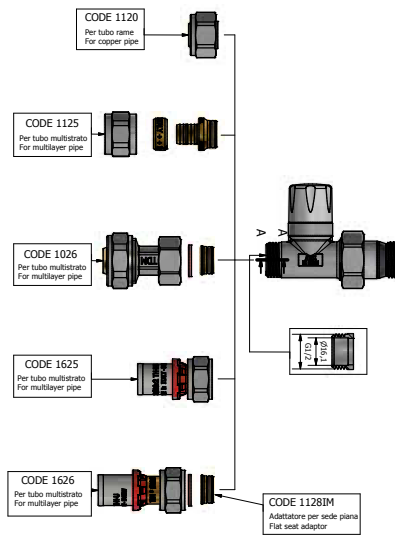 CODE 1120
Per tubo rame
For copper pipe
CODE 1125
Per tubo multistrato
For multilayer pipe
A
A
CODE 1026
Per tubo multistrato
For multilayer pipe
TDM
Ø16.1
G1/2
CODE 1625
Per tubo multistrato
For multilayer pipe
CODE 1626
Per tubo multistrato
For multilayer pipe
CODE 1128IM
Adattatore per sede piana
Flat seat adaptor